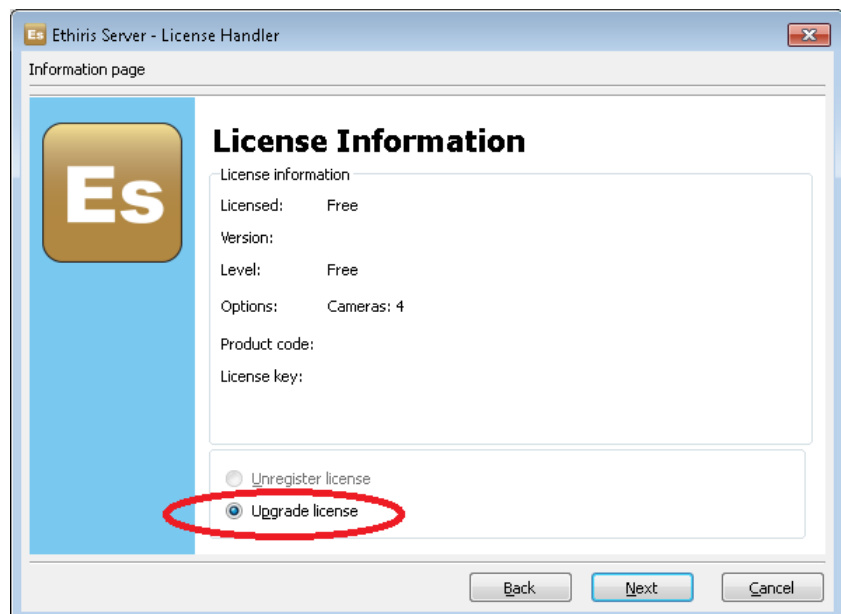 Es Ethiris Server - License Handler
Information page
Es
License Information
License information
Licensed: Free
Version:
Level: Free
Options: Cameras: 4
Product code:
License key:
Unregister license
Upgrade license
Back Next Cancel